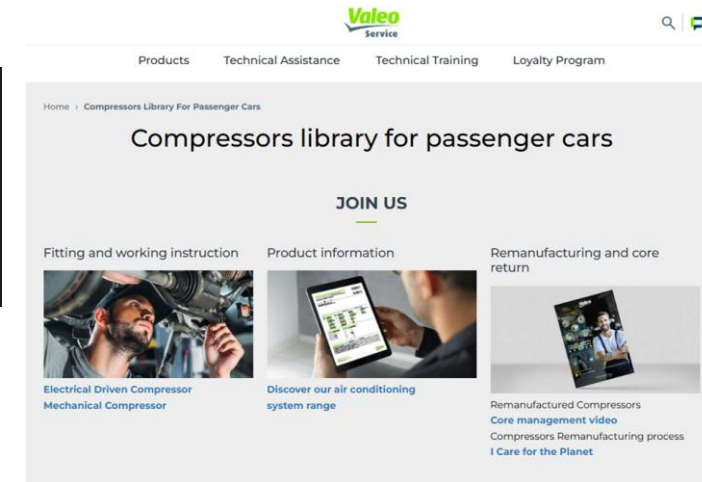 Valeo
Service
Products Technical Assistance Technical Training Loyalty Program
Home › Compressors Library For Passenger Cars
Compressors library for passenger cars
JOIN US
Fitting and working instruction
Electrical Driven Compressor
Mechanical Compressor
Product information
Discover our air conditioning
system range
Remanufacturing and core
return
Valeo
Remanufactured Compressors
Core management video
Compressors Remanufacturing process
I Care for the Planet